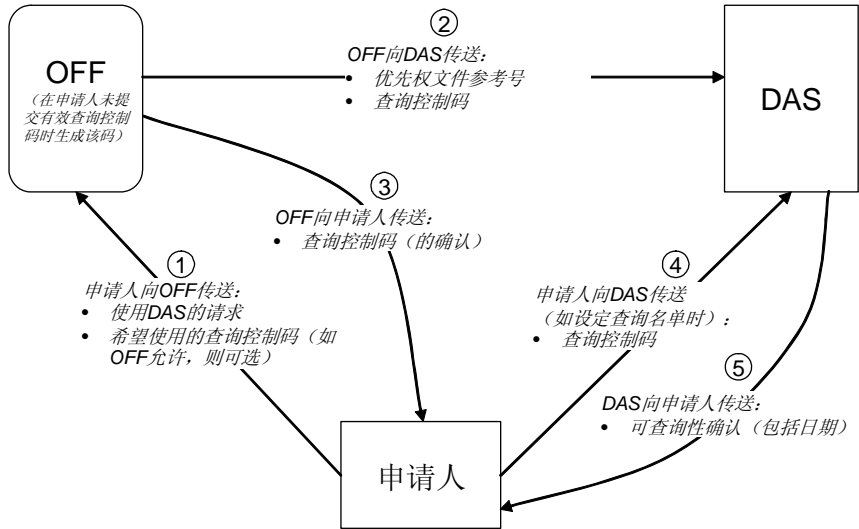 OFF
（在申请人未提
交有效查询控制
码时生成该码）
②
OFF向DAS传送：
• 优先权文件参考号
• 查询控制码
DAS
③
OFF向申请人传送：
• 查询控制码（的确认）
①
申请人向OFF传送：
• 使用DAS的请求
• 希望使用的查询控制码（如
OFF允许，则可选）
④
申请人向DAS传送
（如设定查询名单时）：
• 查询控制码
⑤
DAS向申请人传送：
• 可查询性确认（包括日期）
申请人